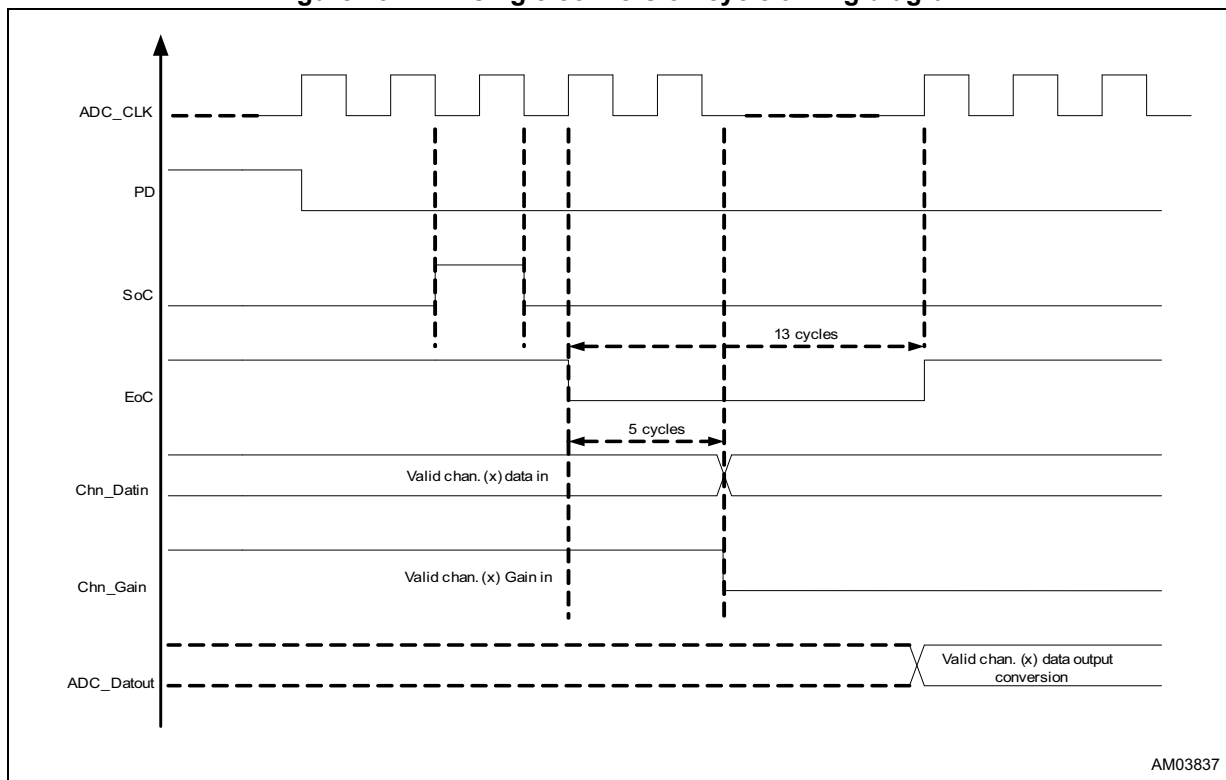 ADC_CLK
PD
SoC
13 cycles
EoC
5 cycles
Valid chan. (x) data in
Chn_Datin
Valid chan. (x) Gain in
Chn_Gain
Valid chan. (x) data output
conversion
ADC_Datout
AM03837